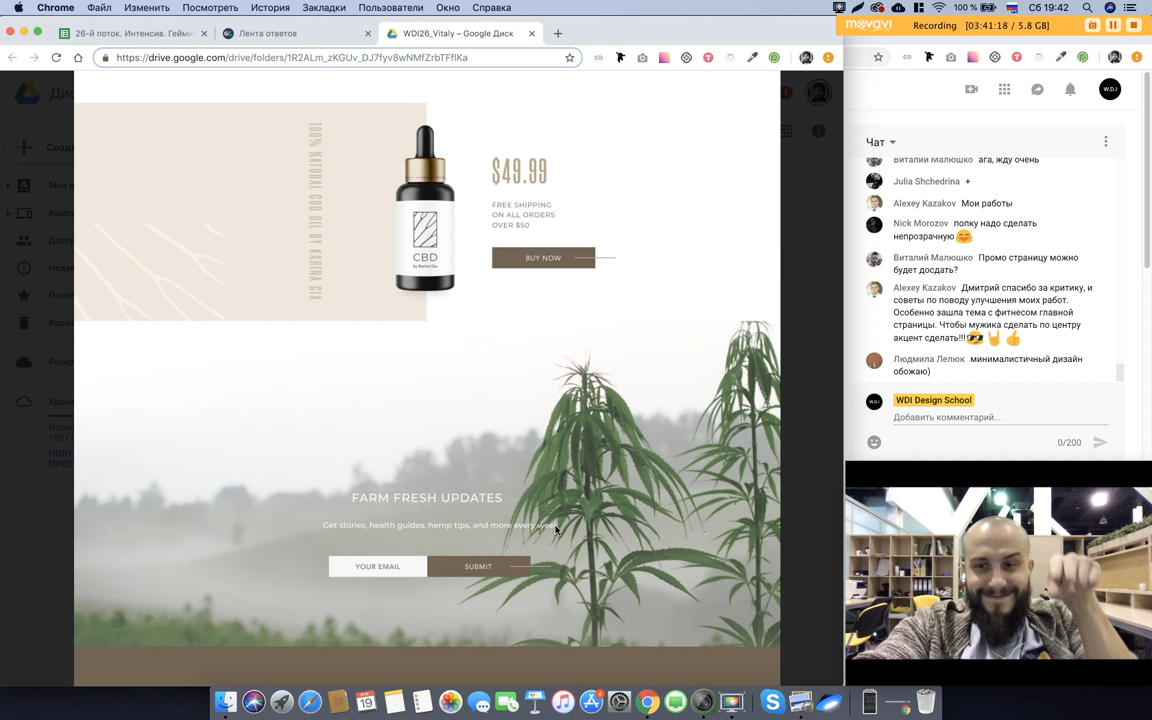 Chrome Файл Изменить Посмотреть История Закладки Пользователи Окно Справка
100 % Сб 19:42
26-й поток. Интенсив. Гейми
Лента ответов
WDI26_Vitaly – Google Диск
movavi
Recording [03:41:18 / 5.8 GB]
https://drive.google.com/drive/folders/1R2ALm_zKGUv_DJ7fyv8wNMfZrbTFflKa
W.D.I
Чат
Виталий Малюшко ага, жду очень
Julia Shchedrina +
Alexey Kazakov Мои работы
Nick Morozov попку надо сделать
непрозрачную
Виталий Малюшко Промо страницу можно
будет досдать?
Alexey Kazakov Дмитрий спасибо за критику, и
советы по поводу улучшения моих работ.
Особенно зашла тема с фитнесом главной
страницы. Чтобы мужика сделать по центру
акцент сделать!!!
Людмила Лелюк минималистичный дизайн
обожаю)
WDI Design School
Добавить комментарий...
0/200
100% NATURAL CBD OIL BY KARINA GIA
CBD
$49.99
FREE SHIPPING
ON ALL ORDERS
OVER $50
BUY NOW
FARM FRESH UPDATES
Get stories, health guides, hemp tips, and more every week
YOUR EMAIL
SUBMIT
100 ГБ
19